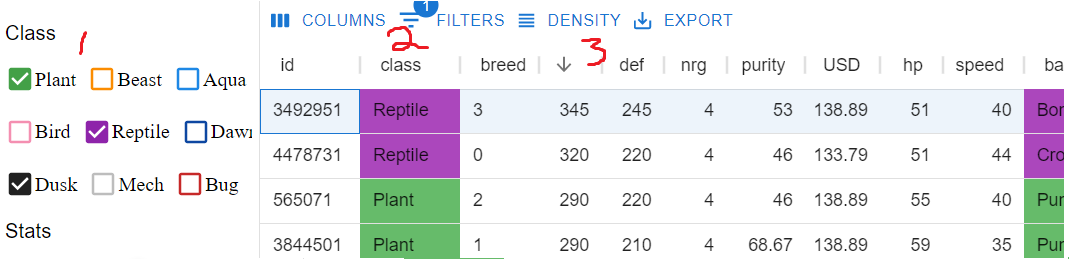 Class
1
Plant Beast Aqua
Bird Reptile Dawn
Dusk Mech Bug
Stats
COLUMNS 1 FILTERS DENSITY EXPORT
2 3
id class breed def nrg purity USD hp speed ba
3492951 Reptile 3 345 245 4 53 138.89 51 40 Bor
4478731 Reptile 0 320 220 4 46 133.79 51 44 Cro
565071 Plant 2 290 220 4 46 138.89 55 40 Pur
3844501 Plant 1 290 210 4 68.67 138.89 59 35 Pur